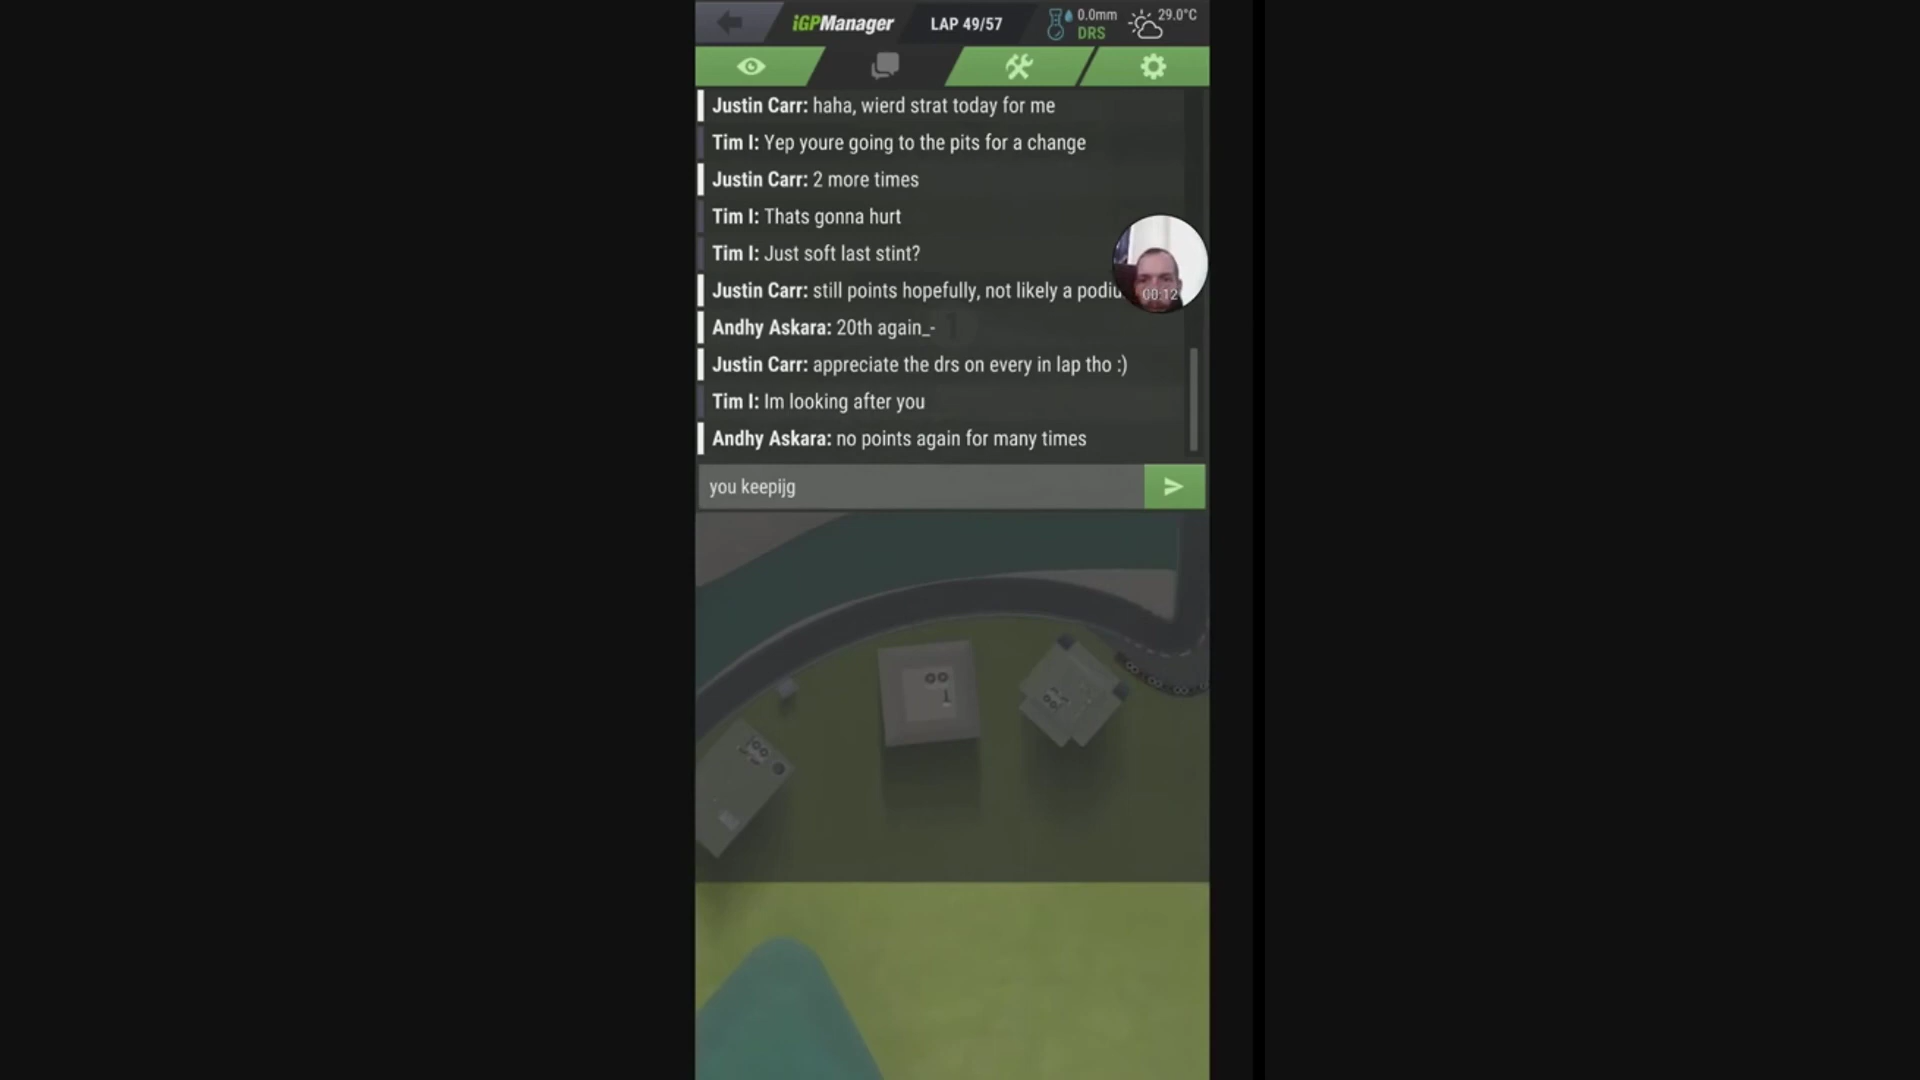 iGPManager LAP 49/57 0.0mm DRS 29.0°C
Justin Carr: haha, wierd strat today for me
Tim I: Yep youre going to the pits for a change
Justin Carr: 2 more times
Tim I: Thats gonna hurt
Tim I: Just soft last stint?
Justin Carr: still points hopefully, not likely a
00:12
Andhy Askara: 20th again_-
Justin Carr: appreciate the drs on every in lap tho :)
Tim I: Im looking after you
Andhy Askara: no points again for many times
you keepijg